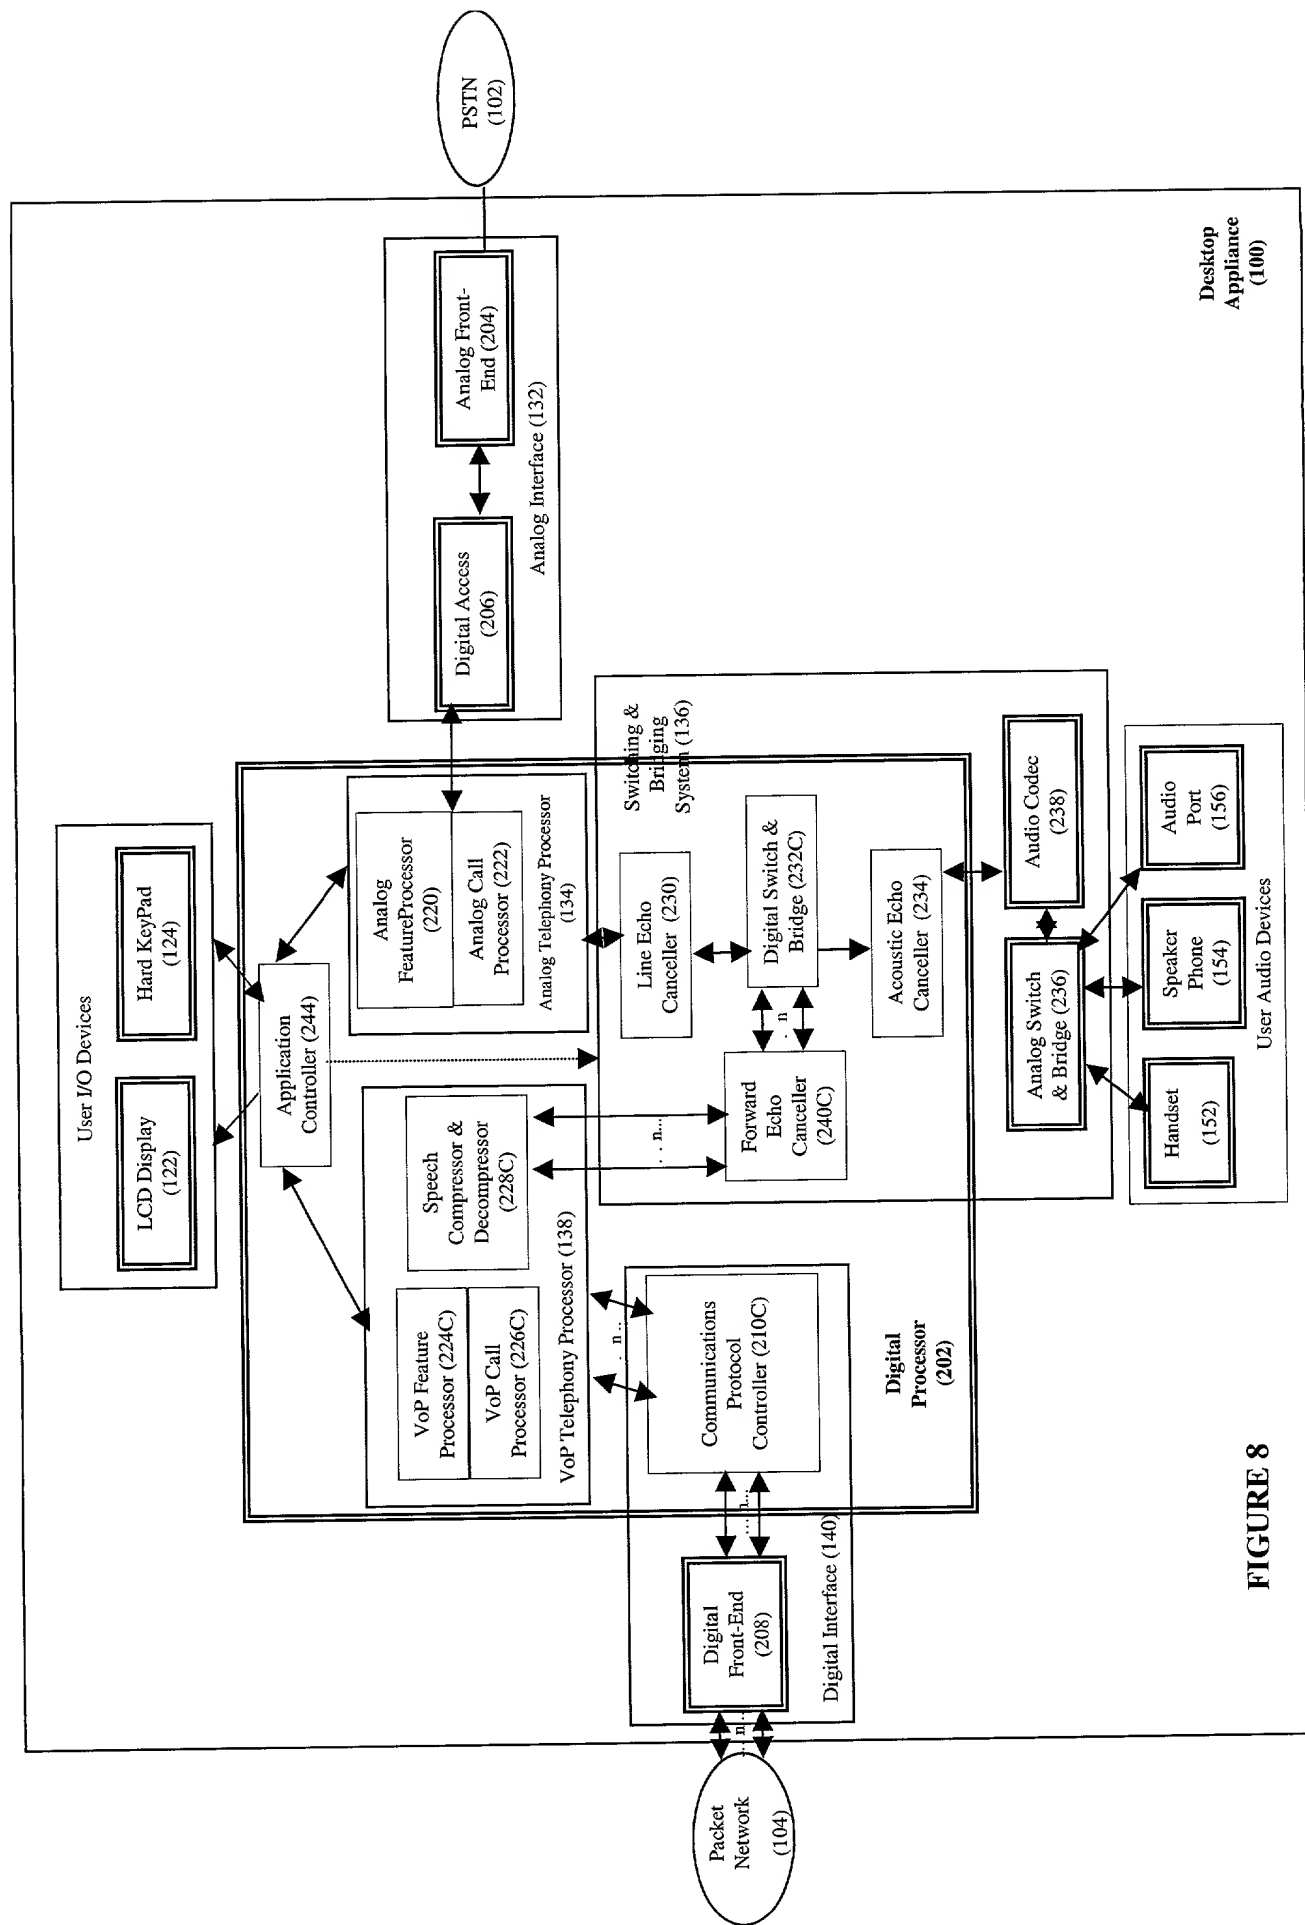 User I/O Devices
LCD Display
(122)
Hard KeyPad
(124)
Application
Controller (244)
PSTN
(102)
Analog Front-
End (204)
Digital Access
(206)
Analog Interface (132)
VoP Feature
Processor (224C)
VoP Call
Processor (226C)
Speech
Compressor &
Decompressor
(228C)
VoP Telephony Processor (138)
Analog
FeatureProcessor
(220)
Analog Call
Processor (222)
Analog Telephony Processor
(134)
. n ..
. . n...
Packet
Network
(104)
...n...
Digital
Front-End
(208)
Digital Interface (140)
.....n...
Communications
Protocol
Controller (210C)
Digital
Processor
(202)
Switching &
Bridging
System (136)
Line Echo
Canceller (230)
Digital Switch &
Bridge (232C)
. . n
Forward
Echo
Canceller
(240C)
Acoustic Echo
Canceller (234)
Analog Switch
& Bridge (236)
Audio Codec
(238)
Handset
(152)
Speaker
Phone
(154)
Audio
Port
(156)
User Audio Devices
Desktop
Appliance
(100)
FIGURE 8